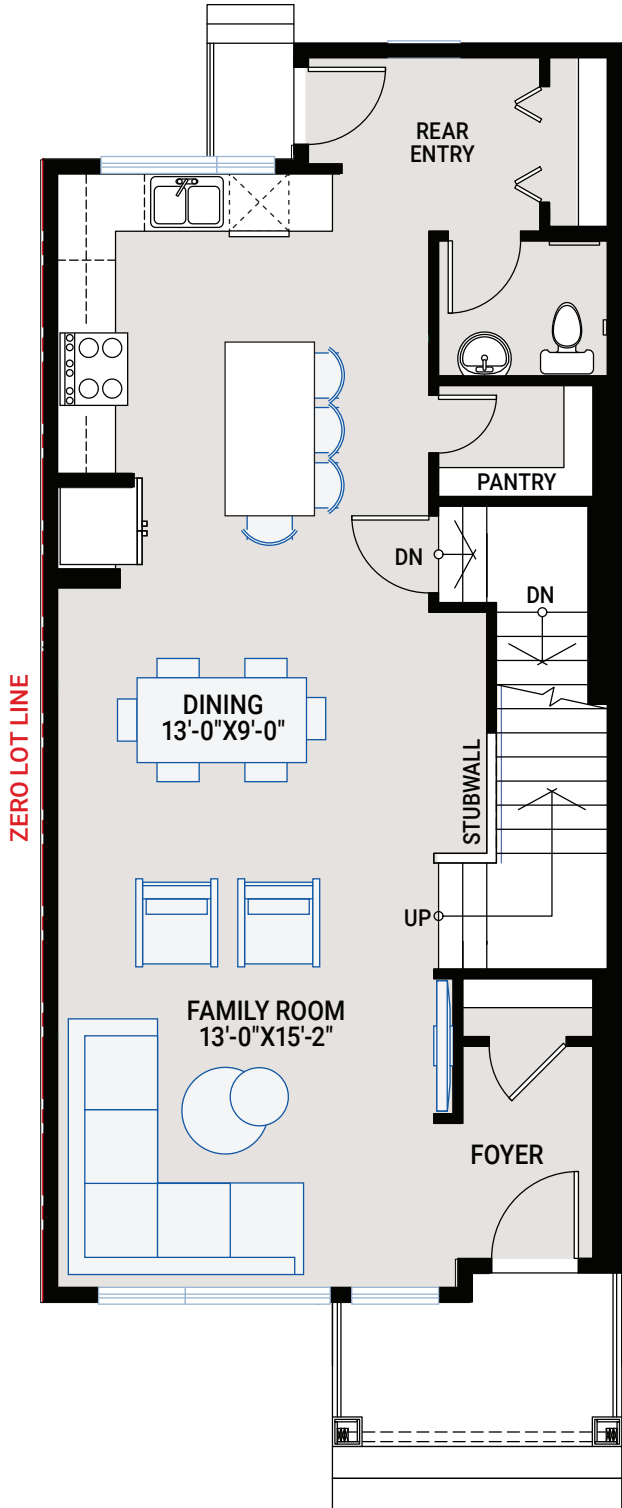 REAR
ENTRY
PANTRY
DN
DN
ZERO LOT LINE
DINING
13'-0"X9'-0"
STUBWALL
UP
FAMILY ROOM
13'-0"X15'-2"
FOYER